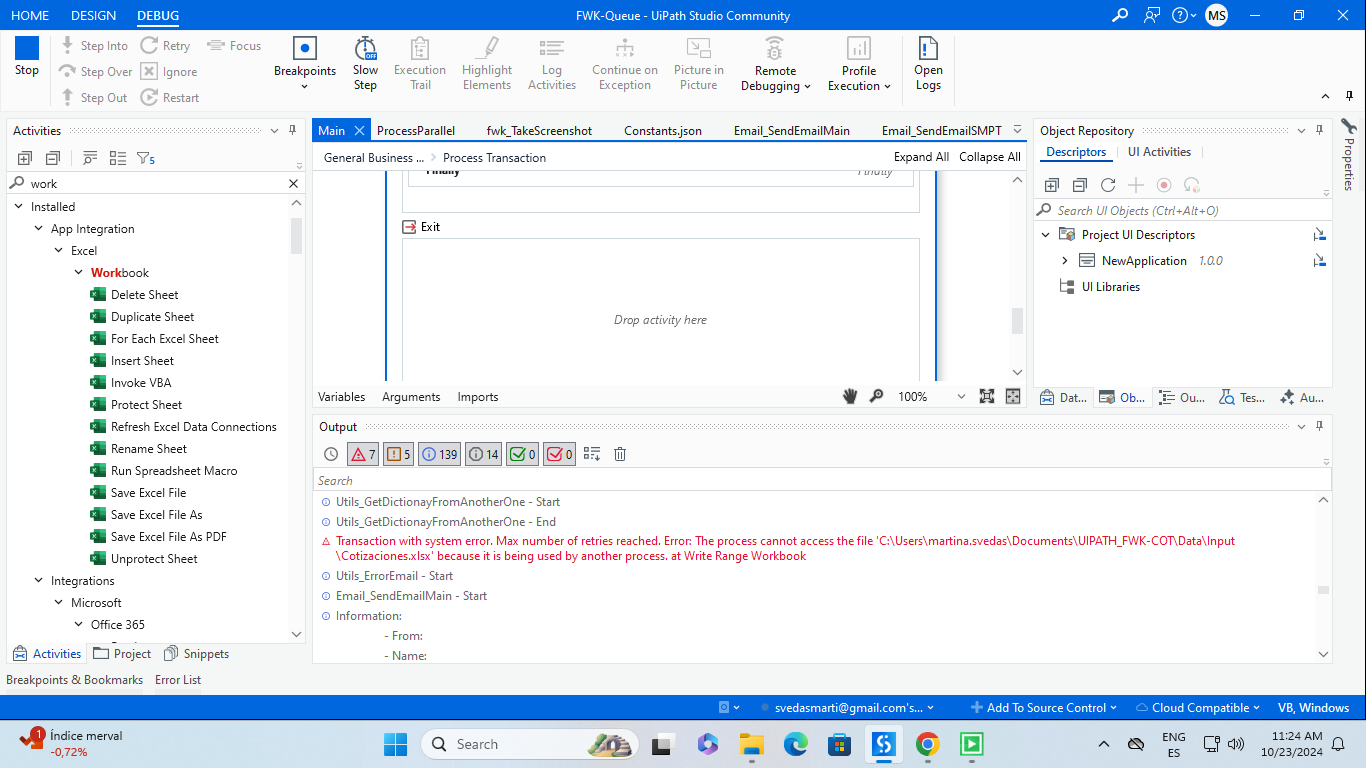 HOME DESIGN DEBUG FWK-Queue - UiPath Studio Community MS
Stop
Step Into Retry Focus
Step Over Ignore
Step Out Restart
Breakpoints
Slow Step
Execution Trail
Highlight Elements
Log Activities
Continue on Exception
Picture in Picture
Remote Debugging
Profile Execution
Open Logs
Activities
5
work
Installed
App Integration
Excel
Workbook
Delete Sheet
Duplicate Sheet
For Each Excel Sheet
Insert Sheet
Invoke VBA
Protect Sheet
Refresh Excel Data Connections
Rename Sheet
Run Spreadsheet Macro
Save Excel File
Save Excel File As
Save Excel File As PDF
Unprotect Sheet
Integrations
Microsoft
Office 365
Activities Project Snippets
Main ProcessParallel fwk_TakeScreenshot Constants.json Email_SendEmailMain Email_SendEmailSMPT
General Business ... Process Transaction Expand All Collapse All
Finally Finally
Exit
Drop activity here
Variables Arguments Imports 100%
Output
7 5 139 14 0 0
Search
Utils_GetDictionayFromAnotherOne - Start
Utils_GetDictionayFromAnotherOne - End
Transaction with system error. Max number of retries reached. Error: The process cannot access the file 'C:\Users\martina.svedas\Documents\UIPATH_FWK-COT\Data\Input
\Cotizaciones.xlsx' because it is being used by another process. at Write Range Workbook
Utils_ErrorEmail - Start
Email_SendEmailMain - Start
Information:
- From:
- Name:
Object Repository
Descriptors UI Activities
Search UI Objects (Ctrl+Alt+O)
Project UI Descriptors
NewApplication 1.0.0
UI Libraries
Dat... Ob... Ou... Tes... Au...
Properties
Breakpoints & Bookmarks Error List
svedasmarti@gmail.com's... Add To Source Control Cloud Compatible VB, Windows
1
Índice merval
-0,72%
Search
ENG
ES
11:24 AM
10/23/2024